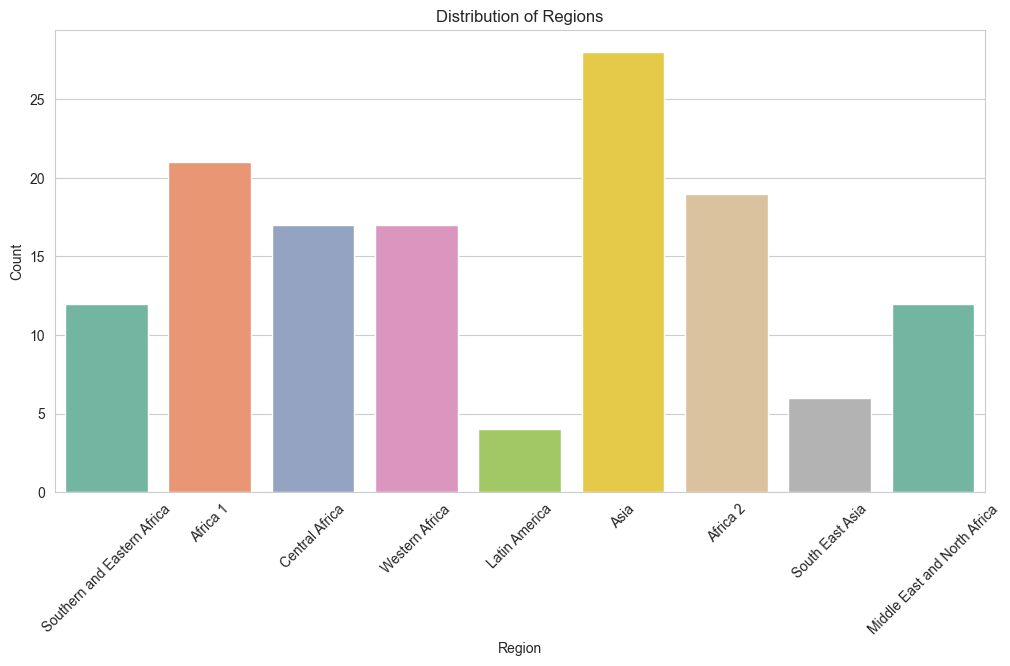 Distribution of Regions
25
20
15
10
5
0
Count
Southern and Eastern Africa
Africa 1
Central Africa
Western Africa
Latin America
Asia
Africa 2
South East Asia
Middle East and North Africa
Region